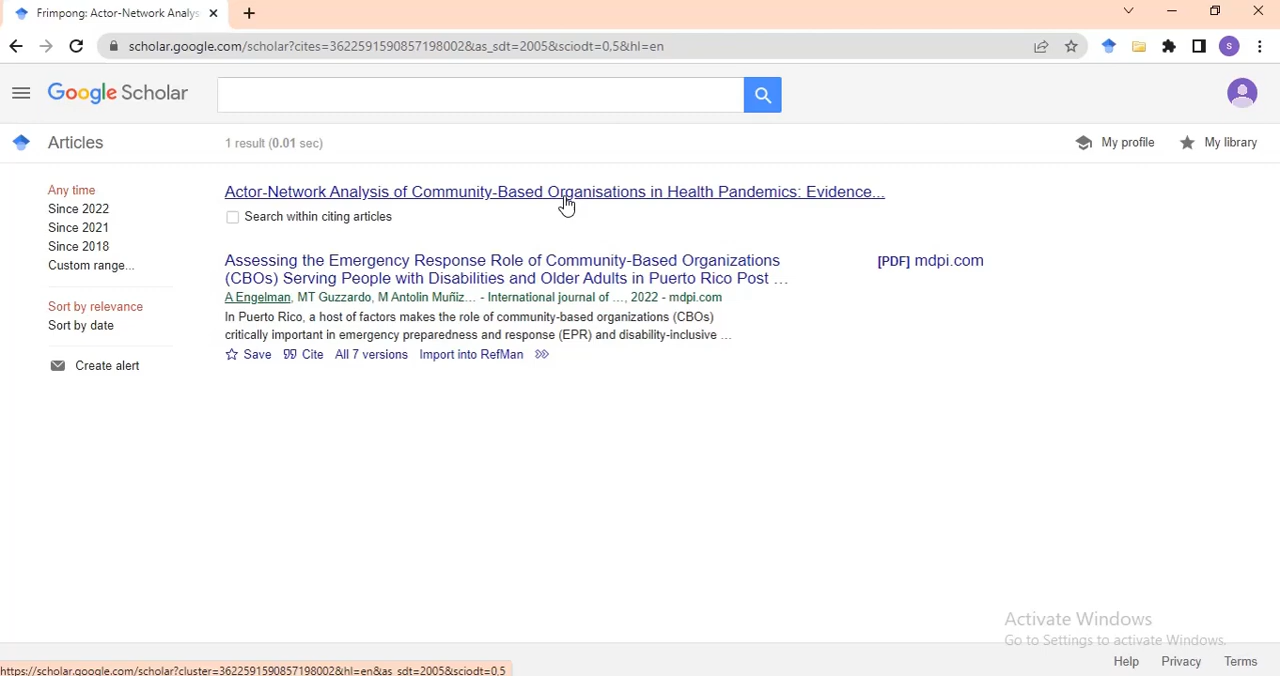 Frimpong: Actor-Network Analys
scholar.google.com/scholar?cites=3622591590857198002&as_sdt=2005&sciodt=0,5&hl=en
S
Google Scholar
Articles
1 result (0.01 sec)
My profile
My library
Any time
Since 2022
Since 2021
Since 2018
Custom range...
Sort by relevance
Sort by date
Create alert
Actor-Network Analysis of Community-Based Organisations in Health Pandemics: Evidence...
Search within citing articles
Assessing the Emergency Response Role of Community-Based Organizations
(CBOs) Serving People with Disabilities and Older Adults in Puerto Rico Post ...
[PDF] mdpi.com
A Engelman, MT Guzzardo, M Antolin Muñiz... - International journal of ..., 2022 - mdpi.com
In Puerto Rico, a host of factors makes the role of community-based organizations (CBOs)
critically important in emergency preparedness and response (EPR) and disability-inclusive ...
Save Cite All 7 versions Import into RefMan
Activate Windows
Go to Settings to activate Windows.
Help Privacy Terms
https://scholar.google.com/scholar?cluster=3622591590857198002&hl=en&as_sdt=2005&sciodt=0,5